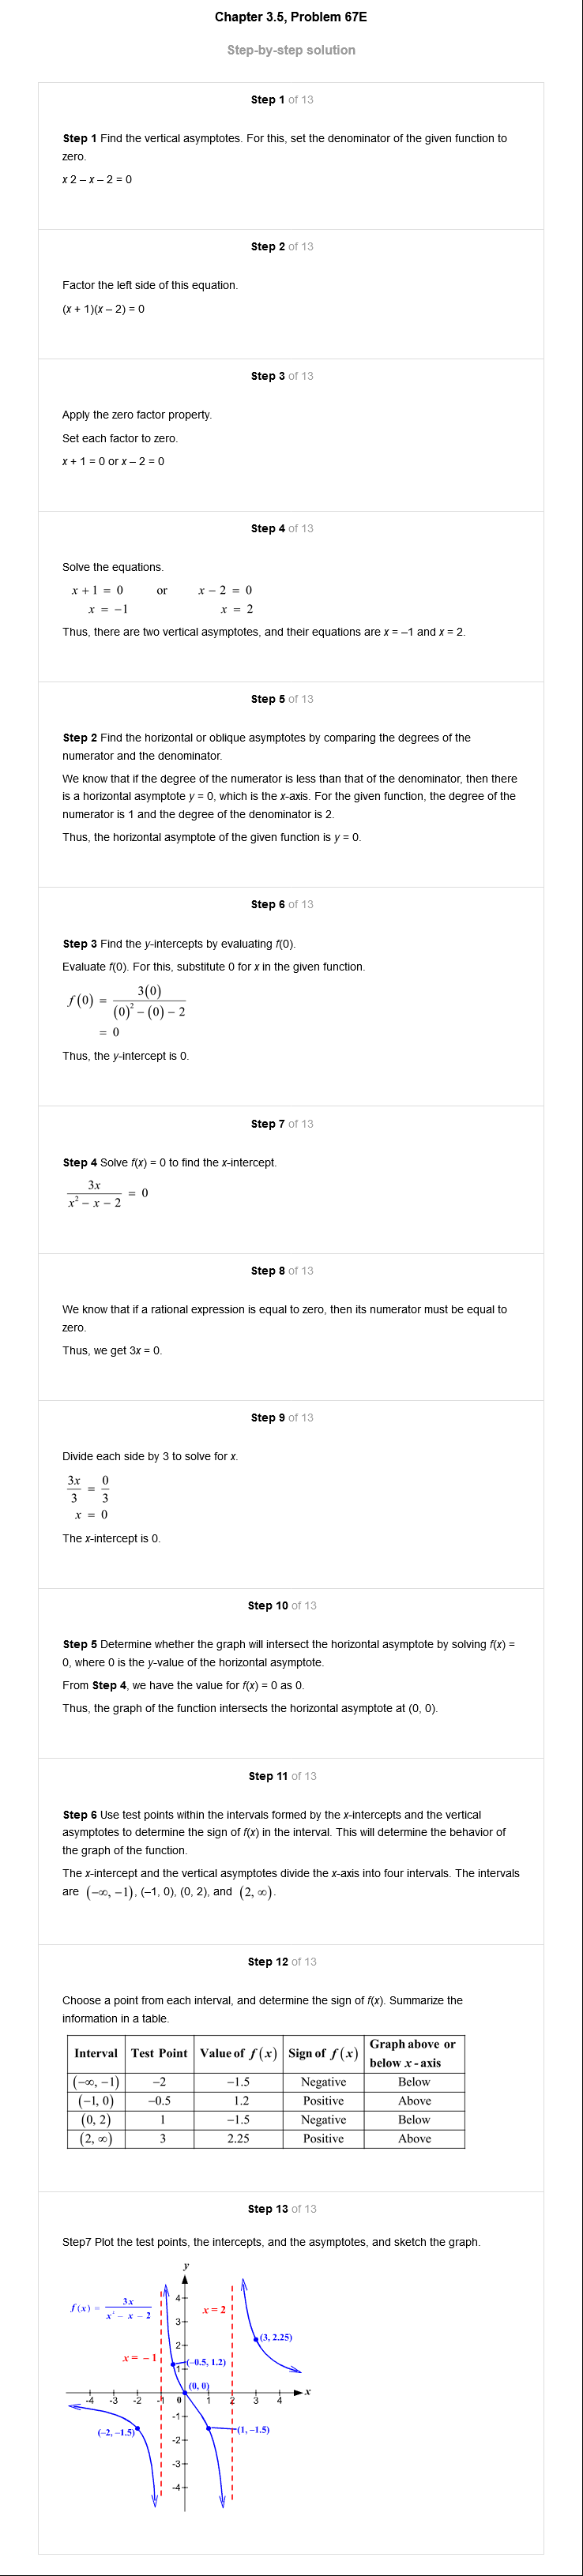 Chapter 3.5, Problem 67E
Step-by-step solution
Step 1 of 13
Step 1 Find the vertical asymptotes. For this, set the denominator of the given function to
zero.
x 2 – x – 2 = 0
Step 2 of 13
Factor the left side of this equation.
(x + 1)(x – 2) = 0
Step 3 of 13
Apply the zero factor property.
Set each factor to zero.
x + 1 = 0 or x – 2 = 0
Step 4 of 13
Solve the equations.
x + 1 = 0 or x − 2 = 0
x = −1 x = 2
Thus, there are two vertical asymptotes, and their equations are x = –1 and x = 2.
Step 5 of 13
Step 2 Find the horizontal or oblique asymptotes by comparing the degrees of the
numerator and the denominator.
We know that if the degree of the numerator is less than that of the denominator, then there
is a horizontal asymptote y = 0, which is the x-axis. For the given function, the degree of the
numerator is 1 and the degree of the denominator is 2.
Thus, the horizontal asymptote of the given function is y = 0.
Step 6 of 13
Step 3 Find the y-intercepts by evaluating f(0).
Evaluate f(0). For this, substitute 0 for x in the given function.
f(0) = 3(0) / (0)² − (0) − 2
= 0
Thus, the y-intercept is 0.
Step 7 of 13
Step 4 Solve f(x) = 0 to find the x-intercept.
3x / x² − x − 2 = 0
Step 8 of 13
We know that if a rational expression is equal to zero, then its numerator must be equal to
zero.
Thus, we get 3x = 0.
Step 9 of 13
Divide each side by 3 to solve for x.
3x / 3 = 0 / 3
x = 0
The x-intercept is 0.
Step 10 of 13
Step 5 Determine whether the graph will intersect the horizontal asymptote by solving f(x) =
0, where 0 is the y-value of the horizontal asymptote.
From Step 4, we have the value for f(x) = 0 as 0.
Thus, the graph of the function intersects the horizontal asymptote at (0, 0).
Step 11 of 13
Step 6 Use test points within the intervals formed by the x-intercepts and the vertical
asymptotes to determine the sign of f(x) in the interval. This will determine the behavior of
the graph of the function.
The x-intercept and the vertical asymptotes divide the x-axis into four intervals. The intervals
are (−∞, −1), (–1, 0), (0, 2), and (2, ∞).
Step 12 of 13
Choose a point from each interval, and determine the sign of f(x). Summarize the
information in a table.
Interval Test Point Value of f(x) Sign of f(x) Graph above or
below x - axis
(−∞, −1) −2 −1.5 Negative Below
(−1, 0) −0.5 1.2 Positive Above
(0, 2) 1 −1.5 Negative Below
(2, ∞) 3 2.25 Positive Above
Step 13 of 13
Step7 Plot the test points, the intercepts, and the asymptotes, and sketch the graph.
y
f(x) = 3x / x² − x − 2
4
x = 2
3
(3, 2.25)
2
x = −1
(−0.5, 1.2)
1
(0, 0)
x
-4 -3 -2 -1 0 1 2 3 4
-1
(−2, −1.5)
(1, −1.5)
-2
-3
-4